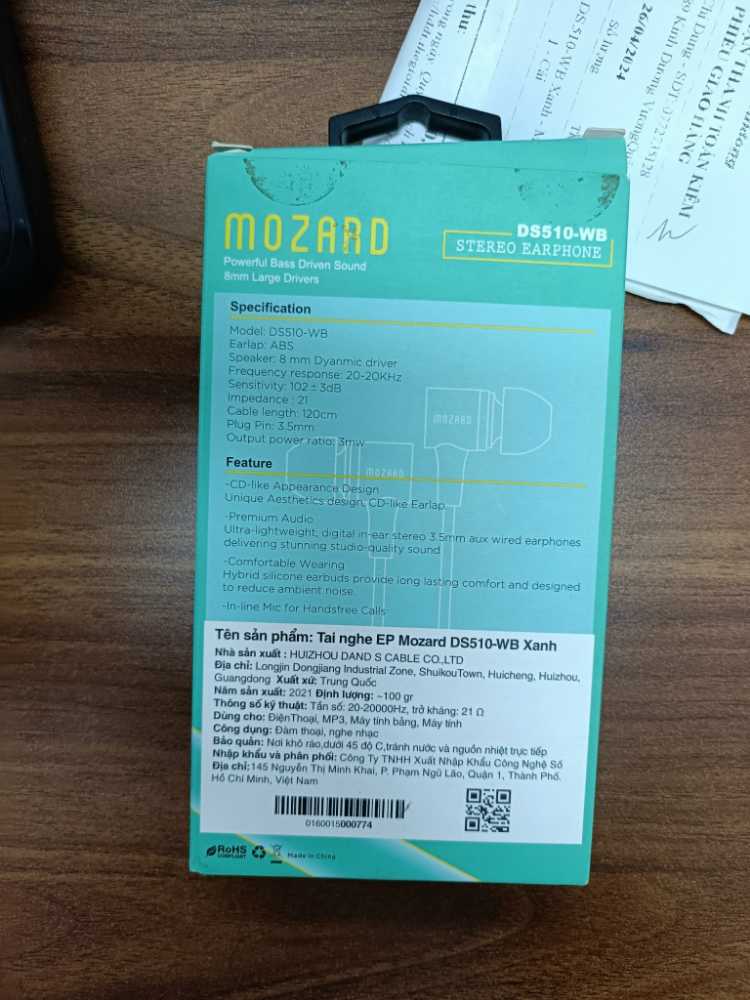 MOZARD
Powerful Bass Driven Sound
8mm Large Drivers
DS510-WB
STEREO EARPHONE
Specification
Model: DS510-WB
Earlap: ABS
Speaker: 8 mm Dyanmic driver
Frequency response: 20-20KHz
Sensitivity: 102 ± 3dB
Impedance : 21
Cable length: 120cm
Plug Pin: 3.5mm
Output power ratio: 3mw
MOZARD
MOZARD
Feature
-CD-like Appearance Design
Unique Aesthetics design, CD-like Earlap
-Premium Audio
Ultra-lightweight, digital in-ear stereo 3.5mm aux wired earphones
delivering stunning studio-quality sound
-Comfortable Wearing
Hybrid silicone earbuds provide long lasting comfort and designed
to reduce ambient noise.
-In-line Mic for Handsfree Calls
Tên sản phẩm: Tai nghe EP Mozard DS510-WB Xanh
Nhà sản xuất : HUIZHOU DAND S CABLE CO.,LTD
Địa chỉ: Longjin Dongjiang Industrial Zone, ShuikouTown, Huicheng, Huizhou,
Guangdong Xuất xứ: Trung Quốc
Năm sản xuất: 2021 Định lượng: ~100 gr
Thông số kỹ thuật: Tần số: 20-20000Hz, trở kháng: 21 Ω
Dùng cho: ĐiệnThoại, MP3, Máy tính bảng, Máy tính
Công dụng: Đàm thoại, nghe nhạc
Bảo quản: Nơi khô ráo,dưới 45 độ C,tránh nước và nguồn nhiệt trực tiếp
Nhập khẩu và phân phối: Công Ty TNHH Xuất Nhập Khẩu Công Nghệ Số
Địa chỉ:145 Nguyễn Thị Minh Khai, P. Phạm Ngũ Lão, Quận 1, Thành Phố.
Hồ Chí Minh, Việt Nam
0160015000774
RoHS
COMPLIANT
Made in China
THANH TOÁN KIÊM
PHIẾU GIAO HÀNG
26/04/2024
Số lượng
DS510-WB Xanh
1 - Cái